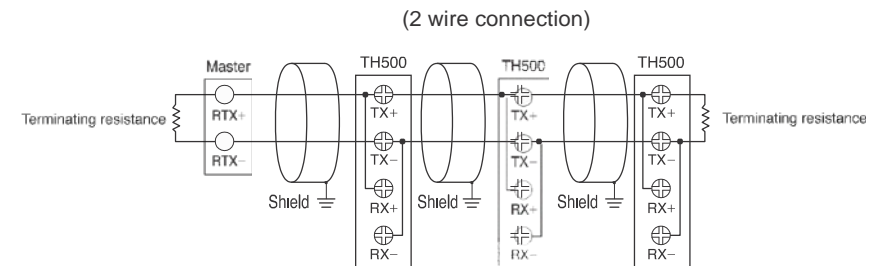 (2 wire connection)
Master
TH500
TH500
TH500
Terminating resistance
RTX+
RTX−
Shield
TX+
TX−
RX+
RX−
Shield
TX+
TX−
RX+
RX−
Shield
TX+
TX−
RX+
RX−
Terminating resistance